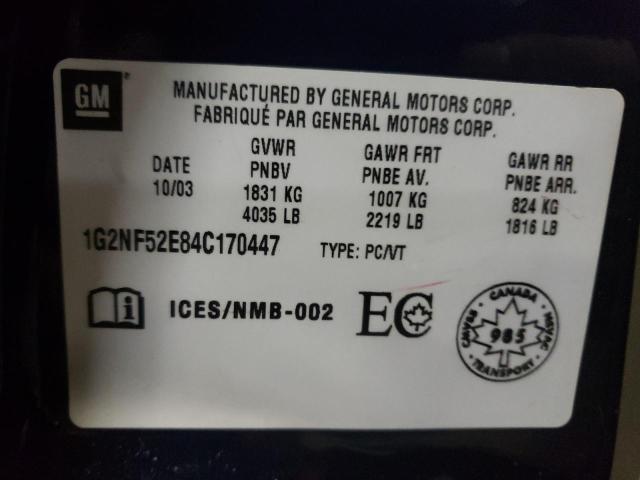 GM®
MANUFACTURED BY GENERAL MOTORS CORP.
FABRIQUÉ PAR GENERAL MOTORS CORP.
DATE
10/03
GVWR
PNBV
1831 KG
4035 LB
GAWR FRT
PNBE AV.
1007 KG
2219 LB
GAWR RR
PNBE ARR.
824 KG
1816 LB
1G2NF52E84C170447 TYPE: PC/VT
ICES/NMB-002 EC
CANADA
CMVSS 985 NSVAC
TRANSPORT